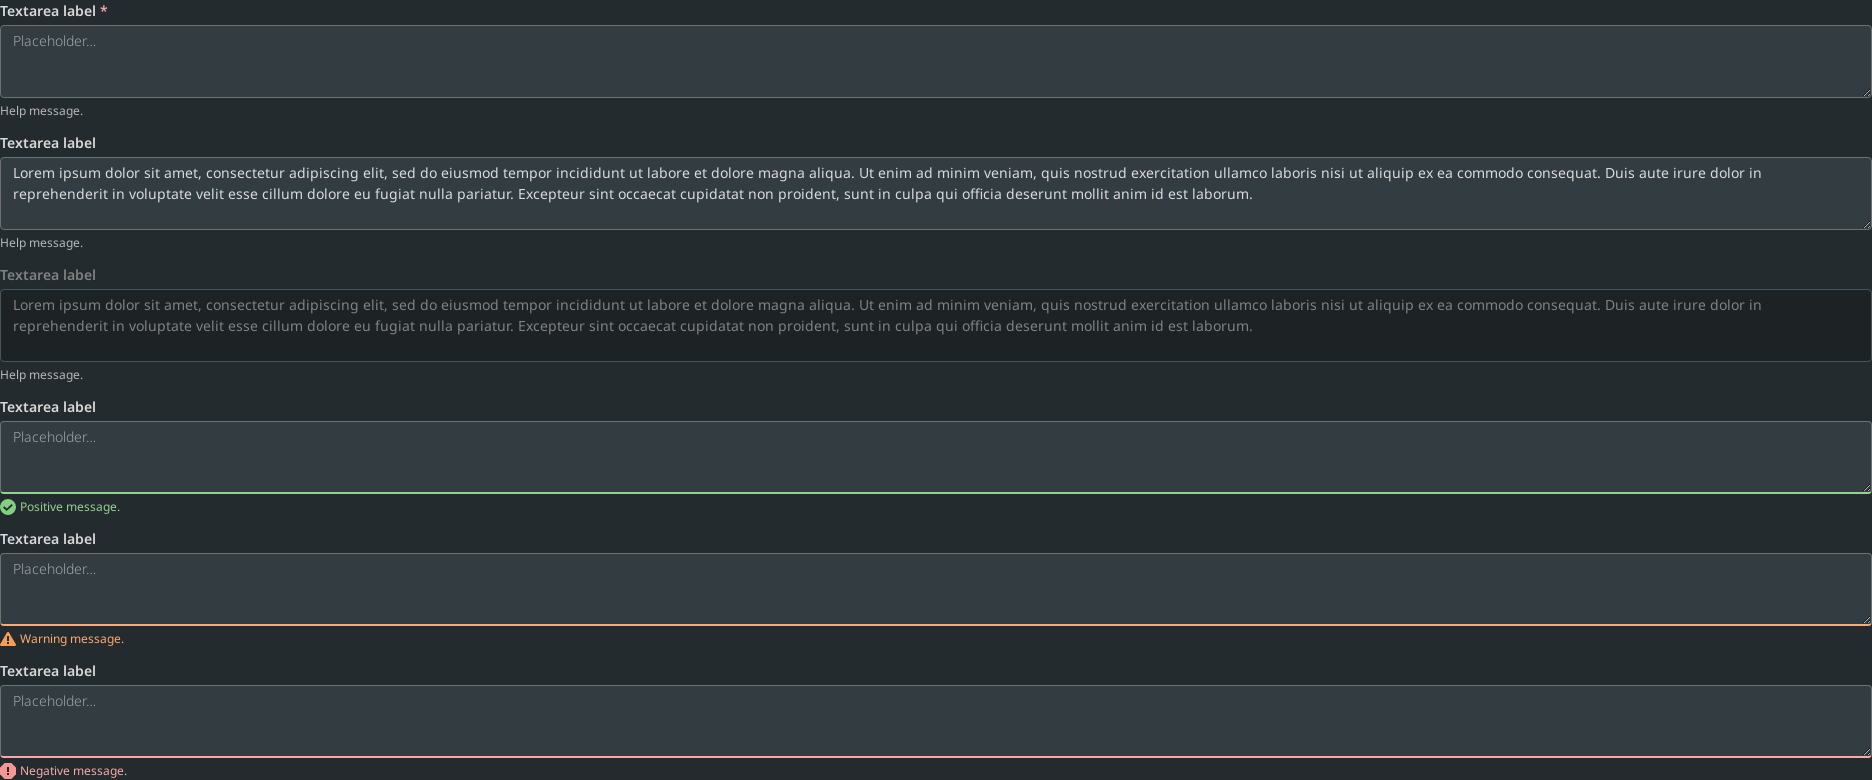 Textarea label *
Placeholder...
Help message.
Textarea label
Lorem ipsum dolor sit amet, consectetur adipiscing elit, sed do eiusmod tempor incididunt ut labore et dolore magna aliqua. Ut enim ad minim veniam, quis nostrud exercitation ullamco laboris nisi ut aliquip ex ea commodo consequat. Duis aute irure dolor in
reprehenderit in voluptate velit esse cillum dolore eu fugiat nulla pariatur. Excepteur sint occaecat cupidatat non proident, sunt in culpa qui officia deserunt mollit anim id est laborum.
Help message.
Textarea label
Lorem ipsum dolor sit amet, consectetur adipiscing elit, sed do eiusmod tempor incididunt ut labore et dolore magna aliqua. Ut enim ad minim veniam, quis nostrud exercitation ullamco laboris nisi ut aliquip ex ea commodo consequat. Duis aute irure dolor in
reprehenderit in voluptate velit esse cillum dolore eu fugiat nulla pariatur. Excepteur sint occaecat cupidatat non proident, sunt in culpa qui officia deserunt mollit anim id est laborum.
Help message.
Textarea label
Placeholder...
Positive message.
Textarea label
Placeholder...
Warning message.
Textarea label
Placeholder...
Negative message.